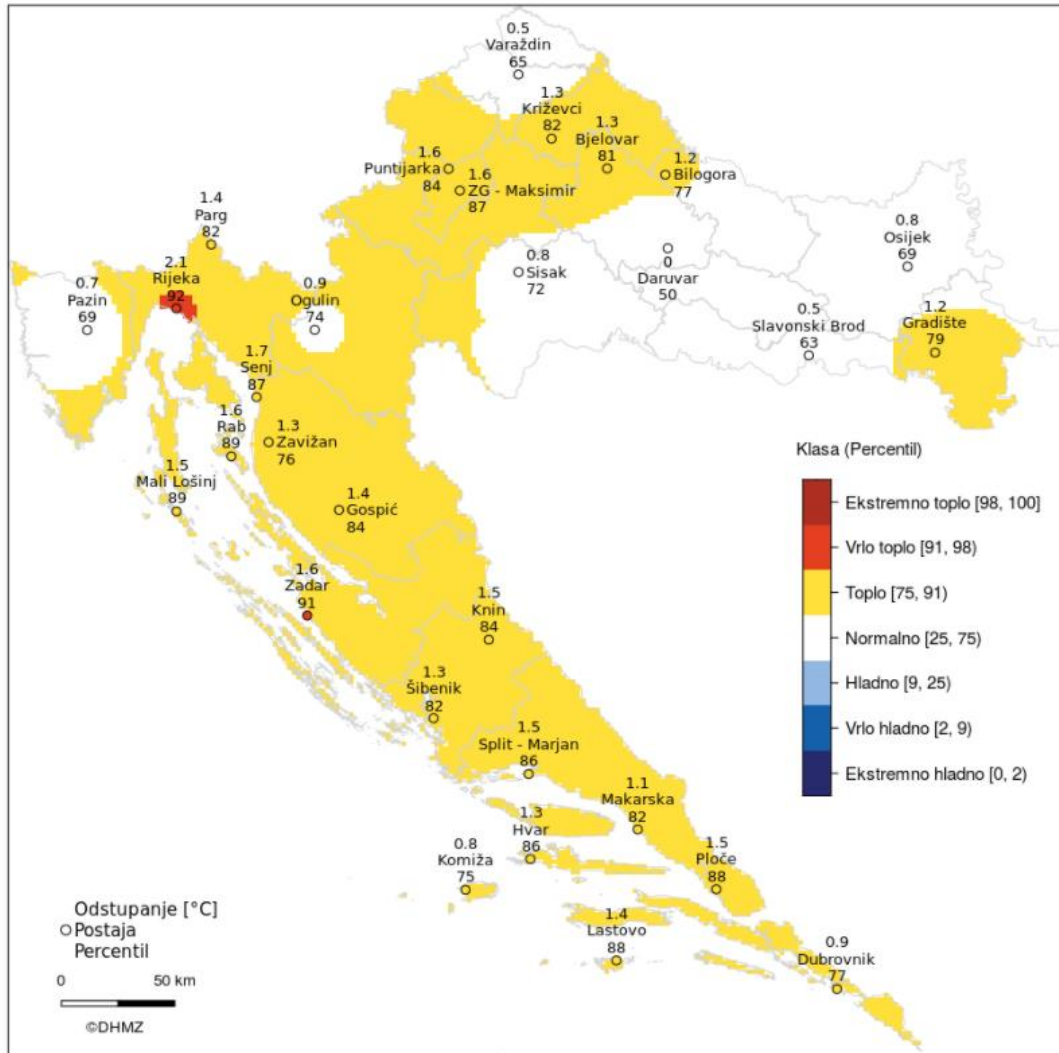 0.5
Varaždin
65
1.3
Križevci
82
1.3
Bjelovar
81
1.6
Puntijarka
84
1.6
ZG - Maksimir
87
1.2
Bilogora
77
1.4
Parg
82
2.1
Rijeka
92
0.7
Pazin
69
0.9
Ogulin
74
0.8
Sisak
72
0
Daruvar
50
0.8
Osijek
69
0.5
Slavonski Brod
63
1.2
Gradište
79
1.7
Senj
87
1.6
Rab
89
1.3
Zavižan
76
1.5
Mali Lošinj
89
1.4
Gospić
84
1.6
Zadar
91
1.5
Knin
84
1.3
Šibenik
82
1.5
Split - Marjan
86
1.1
Makarska
82
1.3
Hvar
86
0.8
Komiža
75
1.5
Ploče
88
1.4
Lastovo
88
0.9
Dubrovnik
77
Klasa (Percentil)
Ekstremno toplo [98, 100]
Vrlo toplo [91, 98)
Toplo [75, 91)
Normalno [25, 75)
Hladno [9, 25)
Vrlo hladno [2, 9)
Ekstremno hladno [0, 2)
Odstupanje [°C]
Postaja
Percentil
0 50 km
©DHMZ